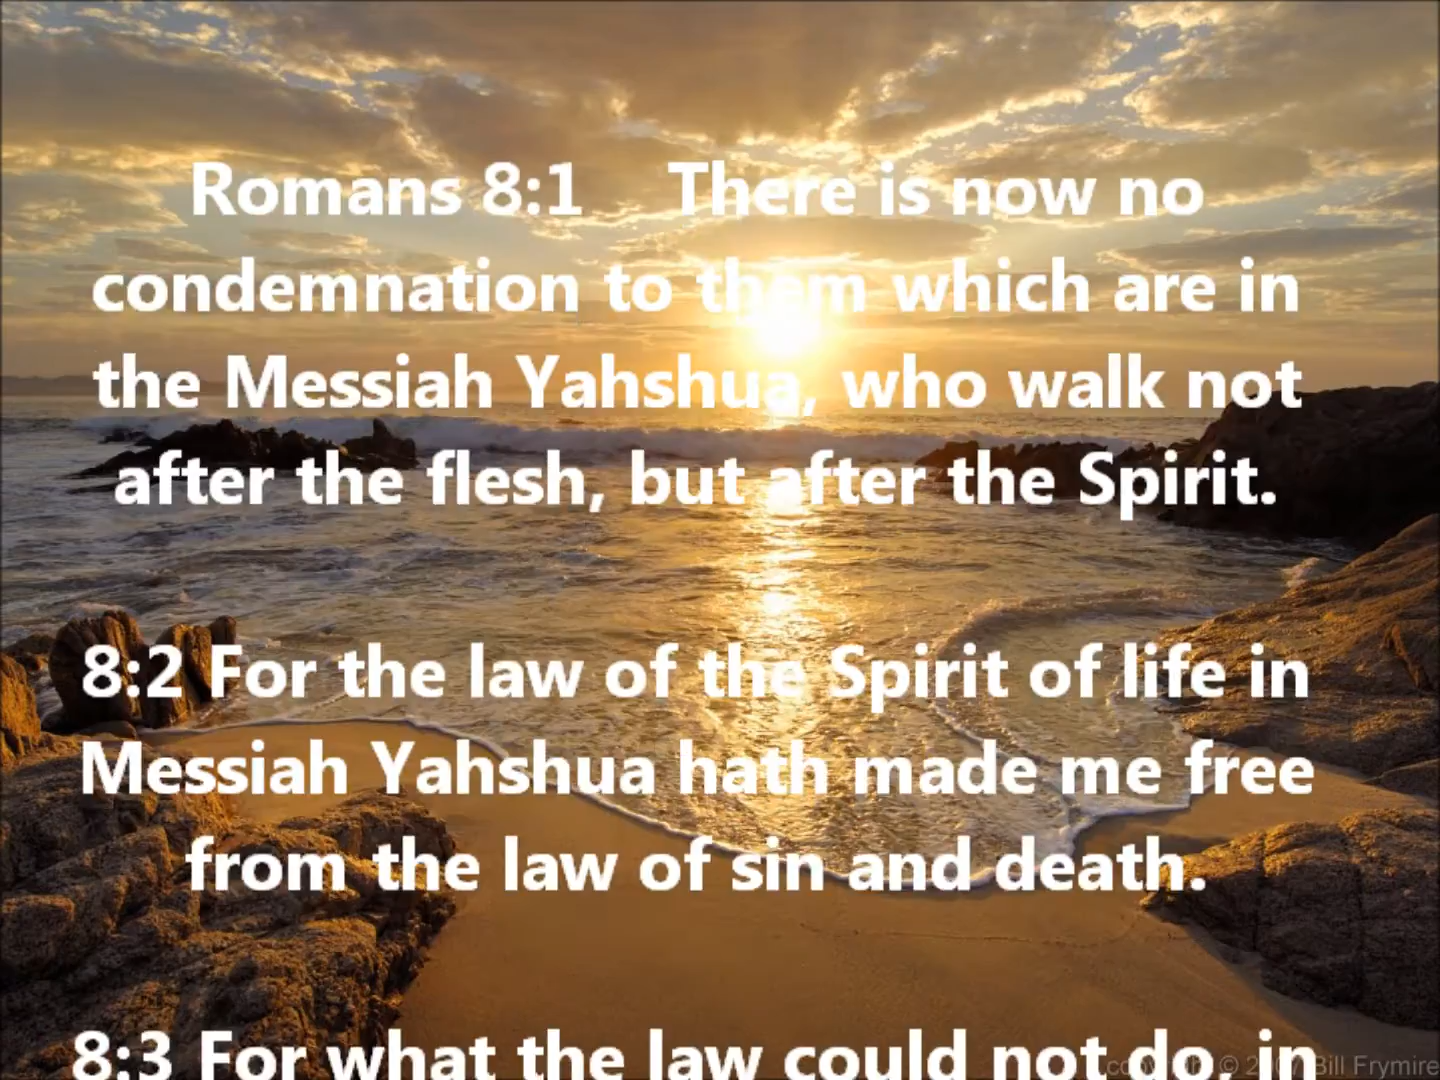 Romans 8:1 There is now no
condemnation to them which are in
the Messiah Yahshua, who walk not
after the flesh, but after the Spirit.
8:2 For the law of the Spirit of life in
Messiah Yahshua hath made me free
from the law of sin and death.
8:3 For what the law could not do, in
copyright © 2007 Bill Frymire